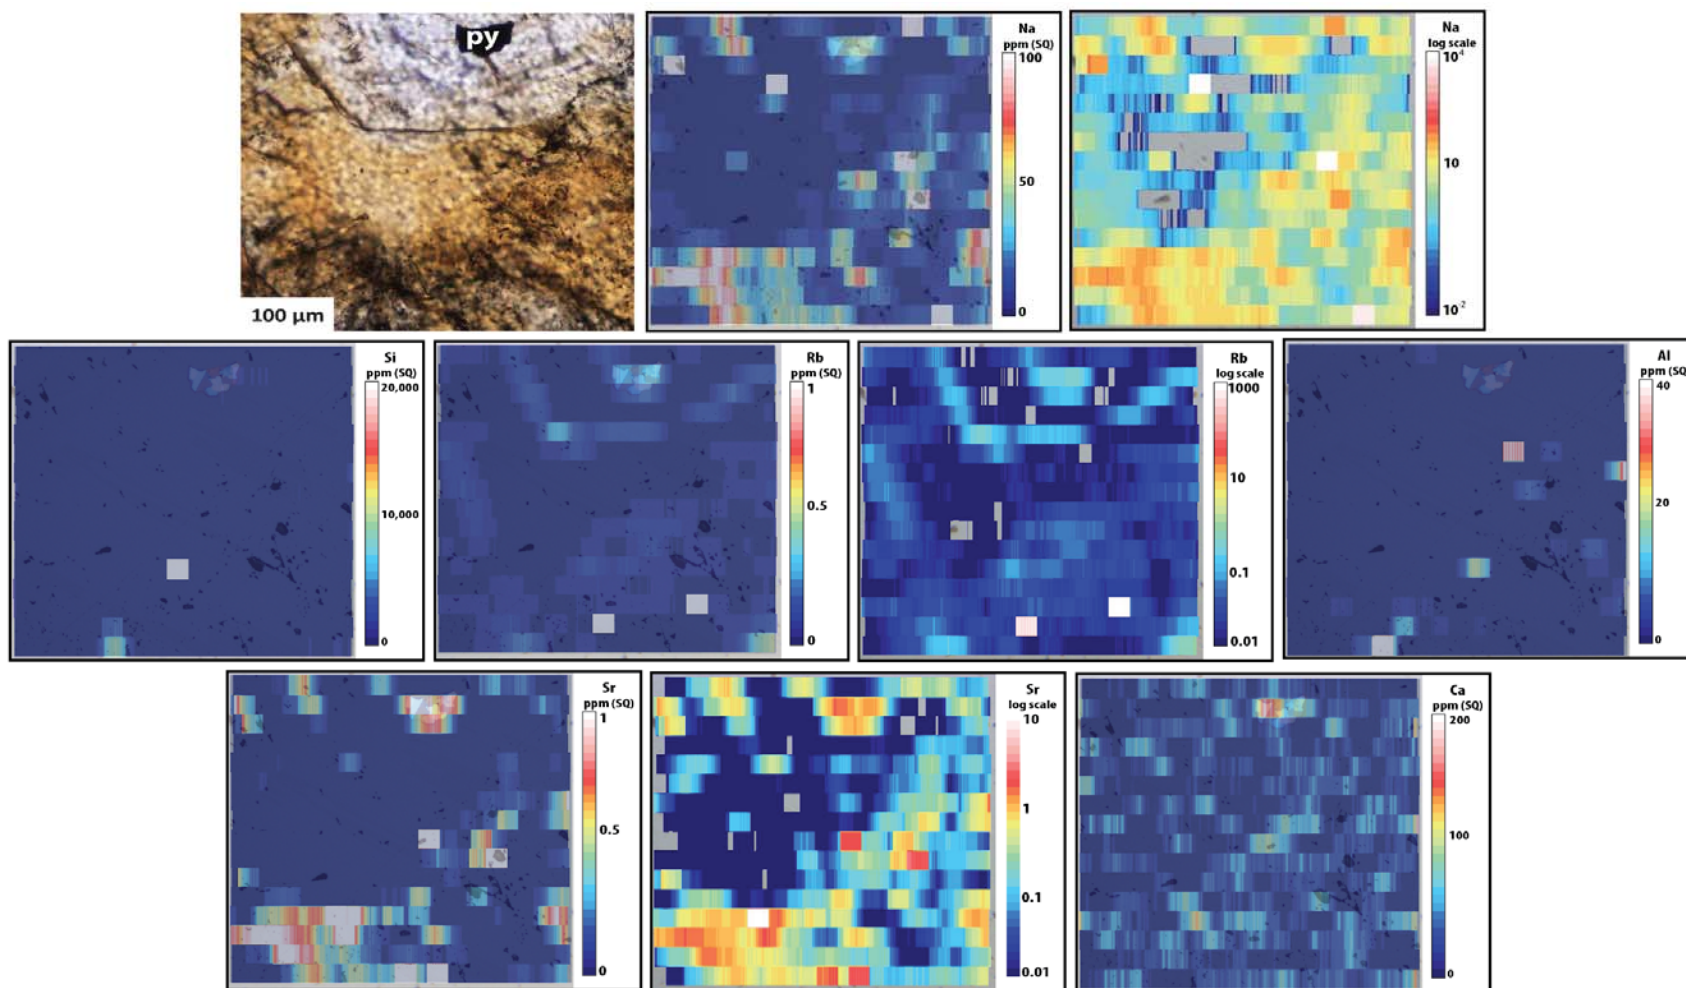 py
100 µm
Na
ppm (SQ)
100
50
0
Na
log scale
10⁴
10
10⁻²
Si
ppm (SQ)
20,000
10,000
0
Rb
ppm (SQ)
1
0.5
0
Rb
log scale
1000
10
0.1
0.01
Al
ppm (SQ)
40
20
0
Sr
ppm (SQ)
1
0.5
0
Sr
log scale
10
1
0.1
0.01
Ca
ppm (SQ)
200
100
0